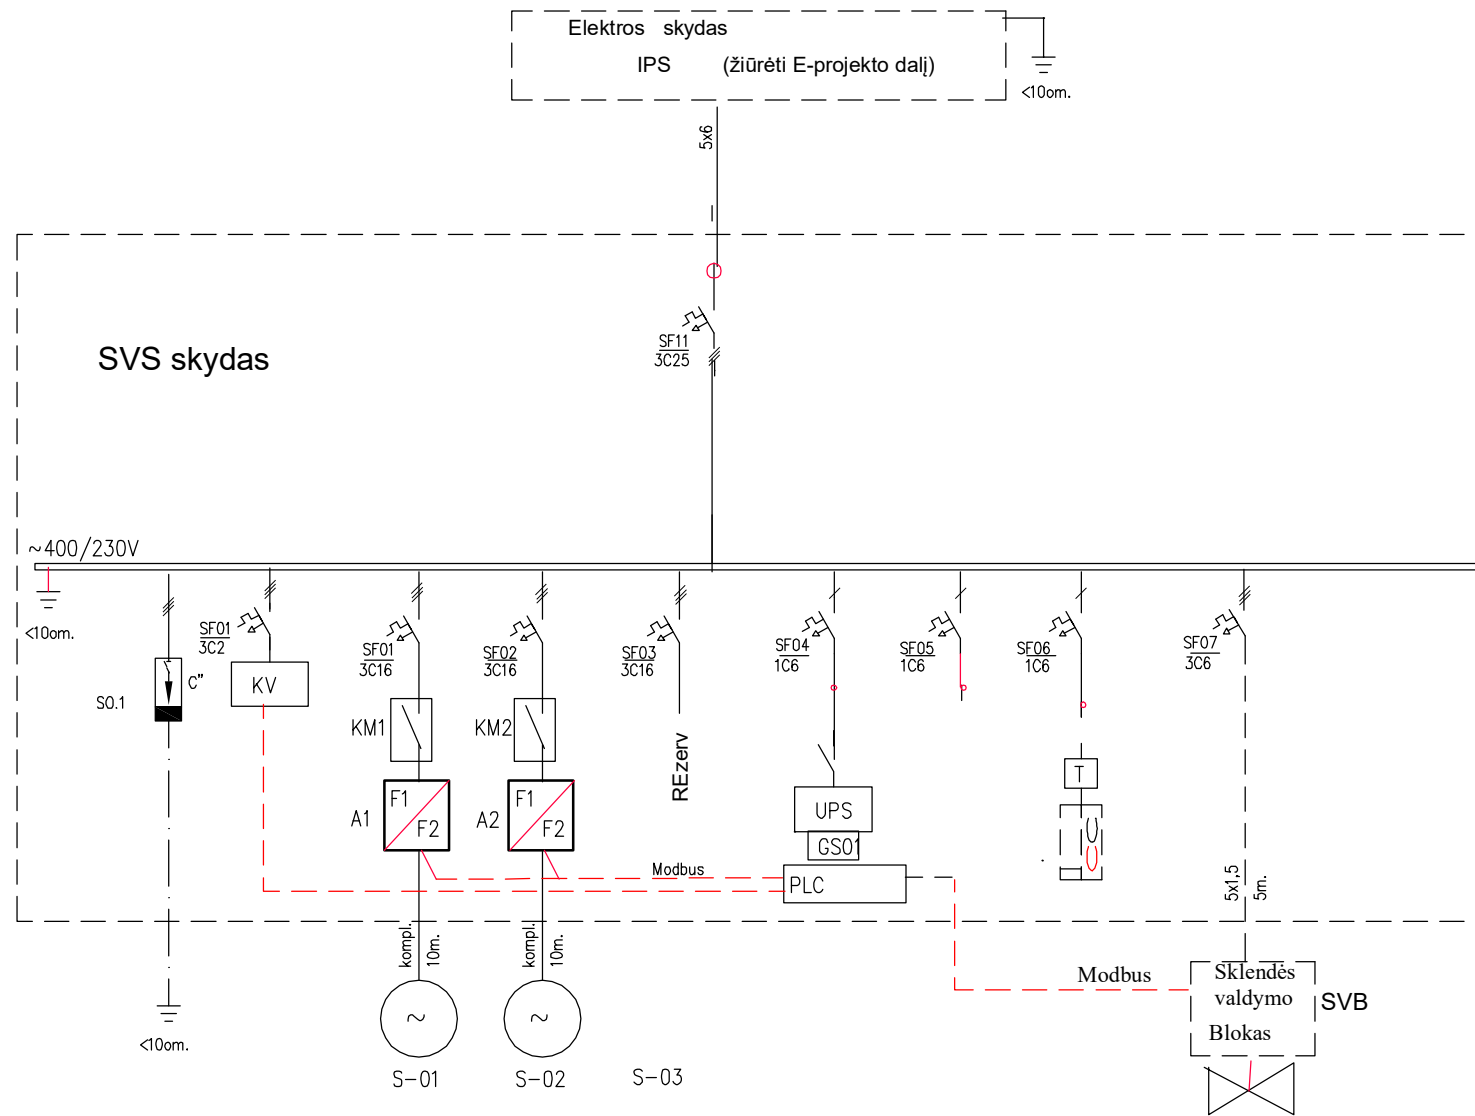 Elektros skydas
IPS (žiūrėti E-projekto dalį)
<10om.
5x6
SVS skydas
SF11
3C25
~400/230V
<10om.
SF01
3C2
SF01
3C16
SF02
3C16
SF03
3C16
SF04
1C6
SF05
1C6
SF06
1C6
SF07
3C6
S0.1
C"
KV
KM1
KM2
REzerv
T
A1
F1
F2
A2
F1
F2
UPS
GS01
PLC
Modbus
5x1,5
5m.
kompl.
10m.
kompl.
10m.
Modbus
Sklendės
valdymo
Blokas
SVB
~
~
<10om.
S-01
S-02
S-03